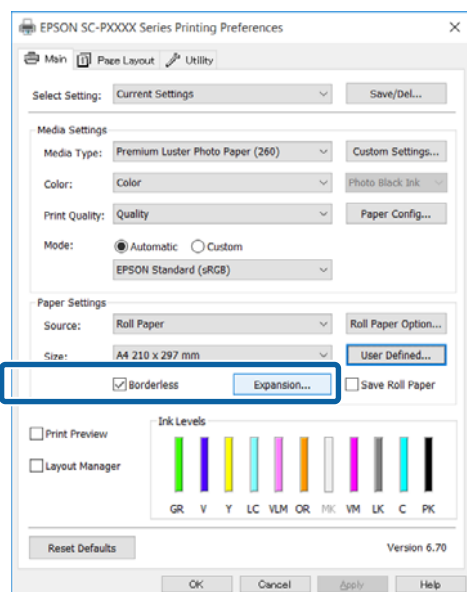 EPSON SC-PXXXX Series Printing Preferences
Main Page Layout Utility
Select Setting: Current Settings Save/Del...
Media Settings
Media Type: Premium Luster Photo Paper (260) Custom Settings...
Color: Color Photo Black Ink
Print Quality: Quality Paper Config...
Mode: Automatic Custom
EPSON Standard (sRGB)
Paper Settings
Source: Roll Paper Roll Paper Option...
Size: A4 210 x 297 mm User Defined...
Borderless Expansion... Save Roll Paper
Print Preview
Layout Manager
Ink Levels
GR V Y LC VLM OR MK VM LK C PK
Reset Defaults Version 6.70
OK Cancel Apply Help